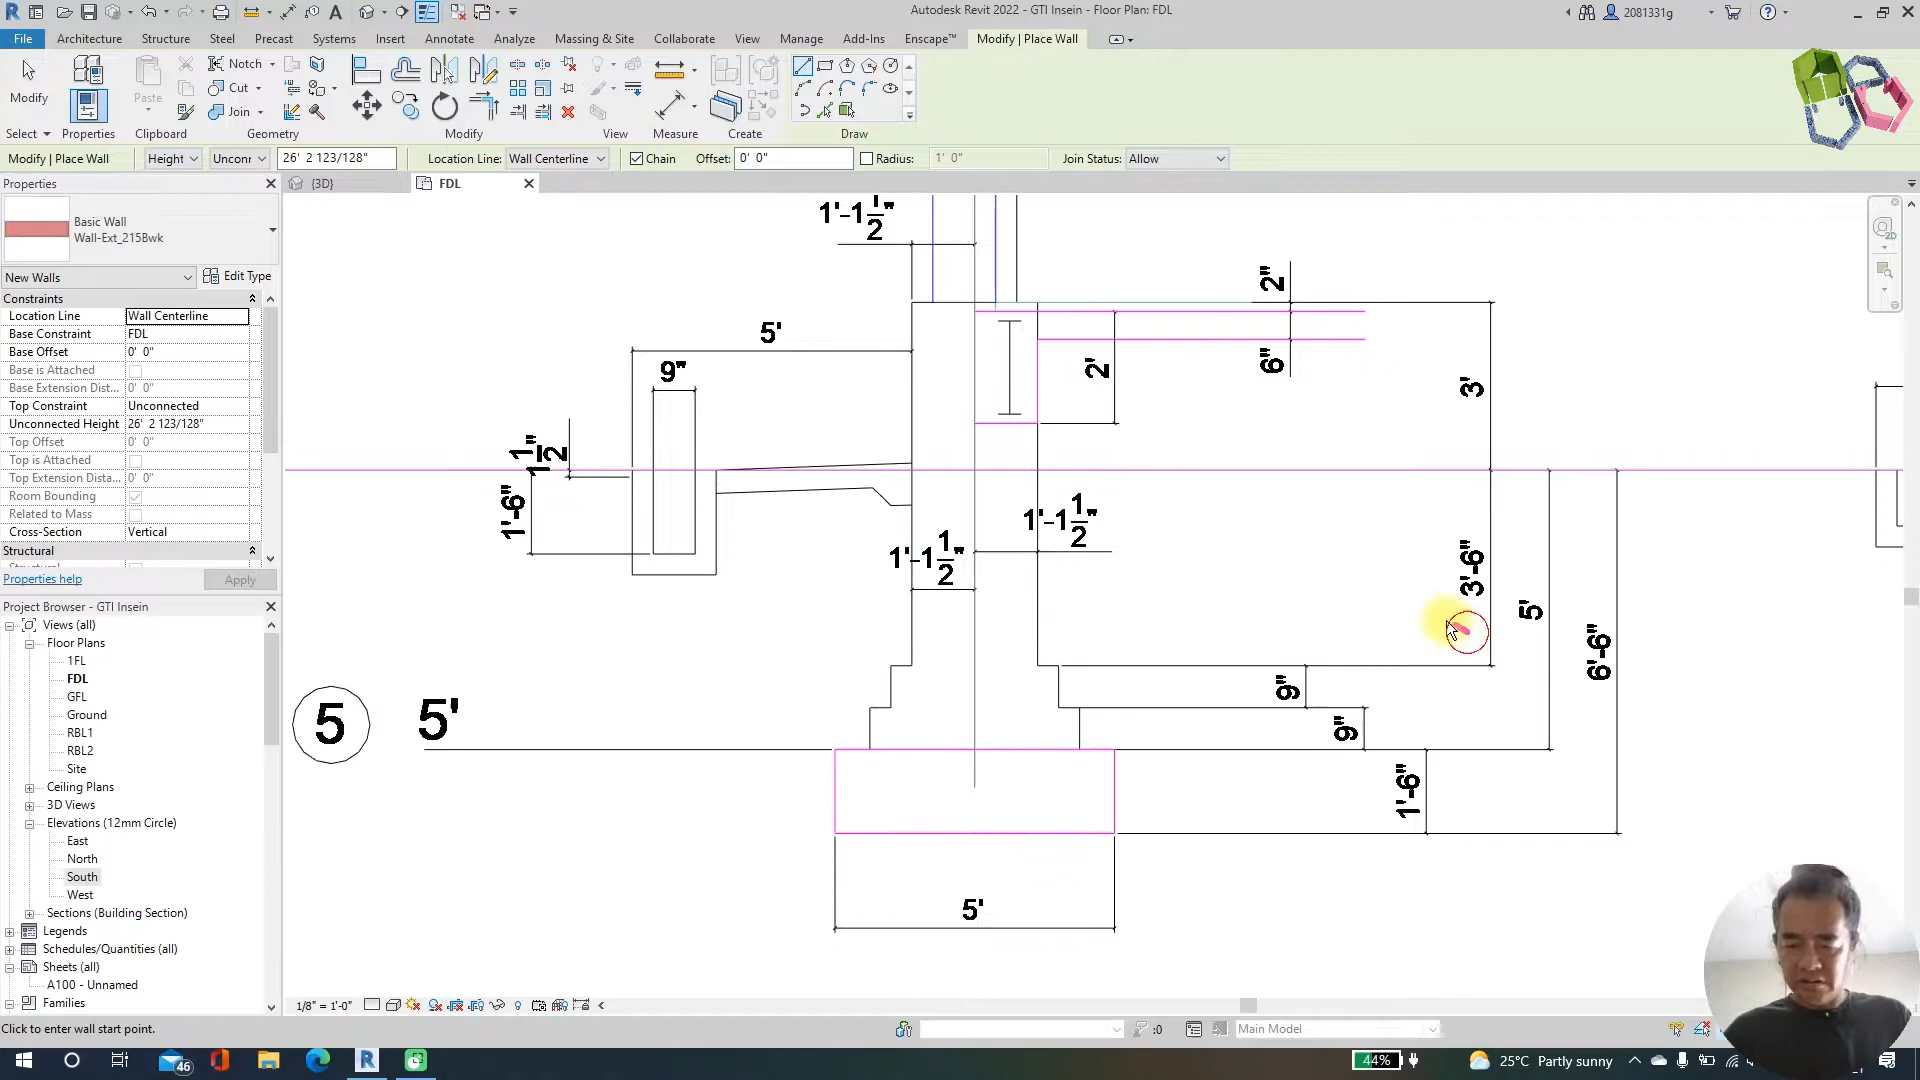 Autodesk Revit 2022 - GTI Insein - Floor Plan: FDL
2081331g
File Architecture Structure Steel Precast Systems Insert Annotate Analyze Massing & Site Collaborate View Manage Add-Ins Enscape™ Modify | Place Wall
Modify Paste Notch Cut Join
Select Properties Clipboard Geometry Modify View Measure Create Draw
Modify | Place Wall Height Unconr 26'  2 123/128" Location Line: Wall Centerline Chain Offset: 0'  0" Radius: 1'  0" Join Status: Allow
Properties
{3D}
FDL
Basic Wall
Wall-Ext_215Bwk
New Walls
Edit Type
Constraints
Location Line Wall Centerline
Base Constraint FDL
Base Offset 0'  0"
Base is Attached
Base Extension Dist... 0'  0"
Top Constraint Unconnected
Unconnected Height 26'  2 123/128"
Top Offset 0'  0"
Top is Attached
Top Extension Dista... 0'  0"
Room Bounding
Related to Mass
Cross-Section Vertical
Structural
Properties help
Apply
Project Browser - GTI Insein
Views (all)
Floor Plans
1FL
FDL
GFL
Ground
RBL1
RBL2
Site
Ceiling Plans
3D Views
Elevations (12mm Circle)
East
North
South
West
Sections (Building Section)
Legends
Schedules/Quantities (all)
Sheets (all)
A100 - Unnamed
Families
1'-1 1/2"
2"
5'
9"
2'
6"
3'
1 1/2"
1'-6"
1'-1 1/2"
1'-1 1/2"
3'-6"
5'
6'-6"
9"
5
5'
9"
1'-6"
5'
1/8" = 1'-0"
Click to enter wall start point.
:0
Main Model
46
44%
25°C Partly sunny